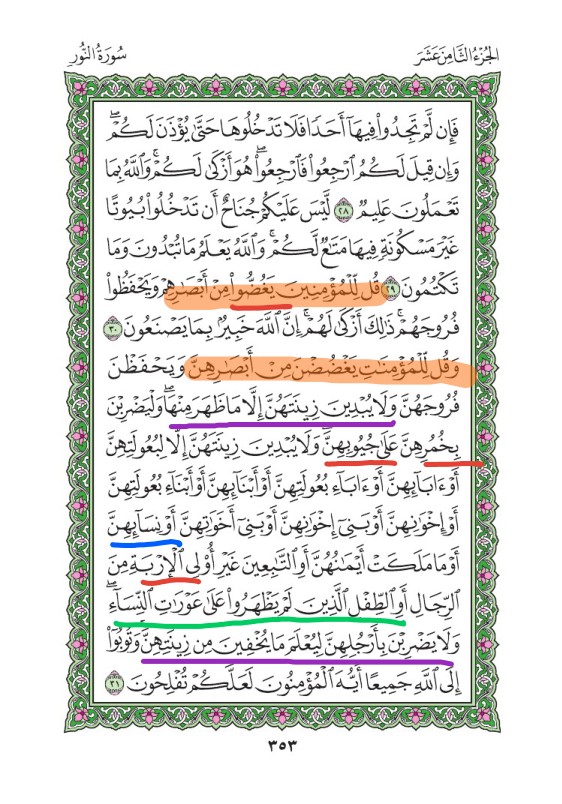 الجُزْءُ الثَّامِنَ عَشَرَ
سُورَةُ النُّورِ
فَإِن لَّمْ تَجِدُوا۟ فِيهَآ أَحَدًا فَلَا تَدْخُلُوهَا حَتَّىٰ يُؤْذَنَ لَكُمْ ۖ
وَإِن قِيلَ لَكُمُ ٱرْجِعُوا۟ فَٱرْجِعُوا۟ ۖ هُوَ أَزْكَىٰ لَكُمْ ۚ وَٱللَّهُ بِمَا
تَعْمَلُونَ عَلِيمٌ ٢٨ لَّيْسَ عَلَيْكُمْ جُنَاحٌ أَن تَدْخُلُوا۟ بُيُوتًا
غَيْرَ مَسْكُونَةٍ فِيهَا مَتَـٰعٌ لَّكُمْ ۚ وَٱللَّهُ يَعْلَمُ مَا تُبْدُونَ وَمَا
تَكْتُمُونَ ٢٩ قُل لِّلْمُؤْمِنِينَ يَغُضُّوا۟ مِنْ أَبْصَـٰرِهِمْ وَيَحْفَظُوا۟
فُرُوجَهُمْ ۚ ذَٰلِكَ أَزْكَىٰ لَهُمْ ۗ إِنَّ ٱللَّهَ خَبِيرٌۢ بِمَا يَصْنَعُونَ ٣٠
وَقُل لِّلْمُؤْمِنَـٰتِ يَغْضُضْنَ مِنْ أَبْصَـٰرِهِنَّ وَيَحْفَظْنَ
فُرُوجَهُنَّ وَلَا يُبْدِينَ زِينَتَهُنَّ إِلَّا مَا ظَهَرَ مِنْهَا ۖ وَلْيَضْرِبْنَ
بِخُمُرِهِنَّ عَلَىٰ جُيُوبِهِنَّ ۖ وَلَا يُبْدِينَ زِينَتَهُنَّ إِلَّا لِبُعُولَتِهِنَّ
أَوْ ءَابَآئِهِنَّ أَوْ ءَابَآءِ بُعُولَتِهِنَّ أَوْ أَبْنَآئِهِنَّ أَوْ أَبْنَآءِ بُعُولَتِهِنَّ
أَوْ إِخْوَٰنِهِنَّ أَوْ بَنِىٓ إِخْوَٰنِهِنَّ أَوْ بَنِىٓ أَخَوَٰتِهِنَّ أَوْ نِسَآئِهِنَّ
أَوْ مَا مَلَكَتْ أَيْمَـٰنُهُنَّ أَوِ ٱلتَّـٰبِعِينَ غَيْرِ أُو۟لِى ٱلْإِرْبَةِ مِنَ
ٱلرِّجَالِ أَوِ ٱلطِّفْلِ ٱلَّذِينَ لَمْ يَظْهَرُوا۟ عَلَىٰ عَوْرَٰتِ ٱلنِّسَآءِ ۖ
وَلَا يَضْرِبْنَ بِأَرْجُلِهِنَّ لِيُعْلَمَ مَا يُخْفِينَ مِن زِينَتِهِنَّ ۚ وَتُوبُوٓا۟
إِلَى ٱللَّهِ جَمِيعًا أَيُّهَ ٱلْمُؤْمِنُونَ لَعَلَّكُمْ تُفْلِحُونَ ٣١
٣٥٣